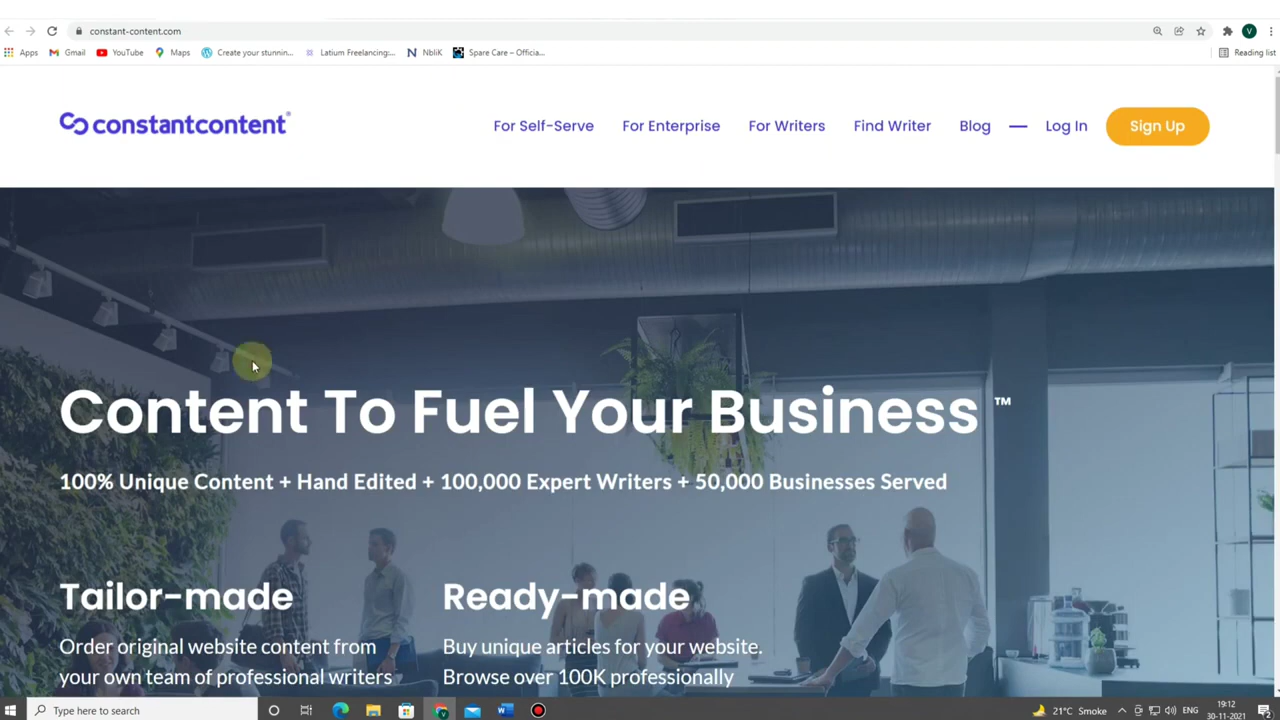 constant-content.com
V
Apps
Gmail
YouTube
Maps
Create your stunnin...
Latium Freelancing:...
NbliK
Spare Care – Officia...
Reading list
constantcontent®
For Self-Serve
For Enterprise
For Writers
Find Writer
Blog
Log In
Sign Up
Content To Fuel Your Business ™
100% Unique Content + Hand Edited + 100,000 Expert Writers + 50,000 Businesses Served
Tailor-made
Order original website content from
your own team of professional writers
Ready-made
Buy unique articles for your website.
Browse over 100K professionally
Type here to search
21°C Smoke
ENG
19:12
30-11-2021
2